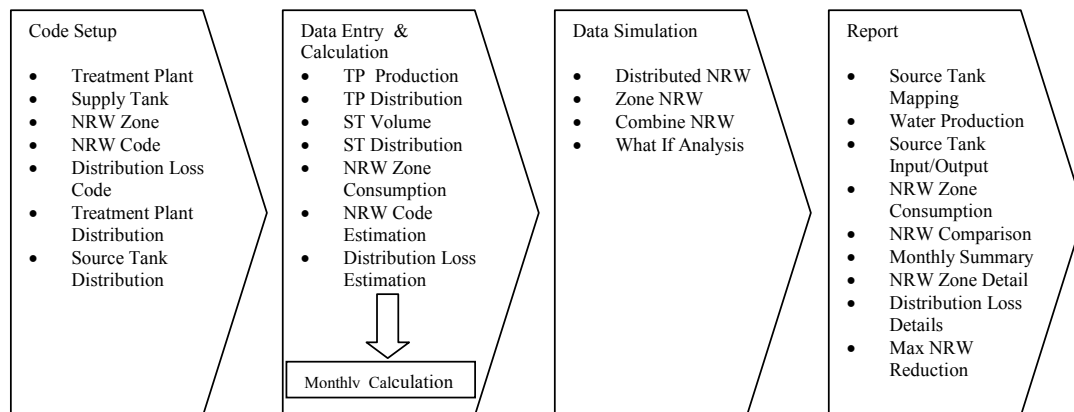 Code Setup
• Treatment Plant
• Supply Tank
• NRW Zone
• NRW Code
• Distribution Loss
Code
• Treatment Plant
Distribution
• Source Tank
Distribution
Data Entry &
Calculation
• TP Production
• TP Distribution
• ST Volume
• ST Distribution
• NRW Zone
Consumption
• NRW Code
Estimation
• Distribution Loss
Estimation
Monthly Calculation
Data Simulation
• Distributed NRW
• Zone NRW
• Combine NRW
• What If Analysis
Report
• Source Tank
Mapping
• Water Production
• Source Tank
Input/Output
• NRW Zone
Consumption
• NRW Comparison
• Monthly Summary
• NRW Zone Detail
• Distribution Loss
Details
• Max NRW
Reduction